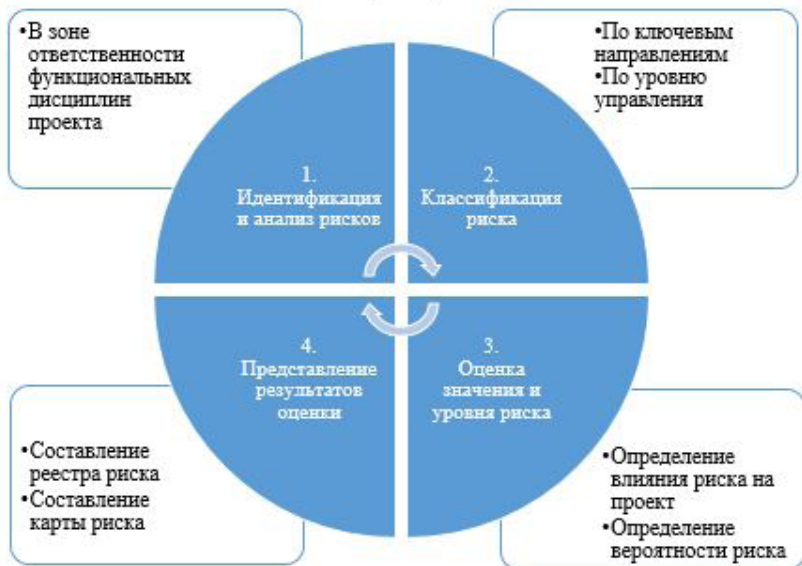 •В зоне
ответственности
функциональных
дисциплин
проекта
•По ключевым
направлениям
•По уровню
управления
1.
Идентификация
и анализ рисков
2.
Классификация
риска
4.
Представление
результатов
оценки
3.
Оценка
значения и
уровня риска
•Составление
реестра риска
•Составление
карты риска
•Определение
влияния риска на
проект
•Определение
вероятности риска